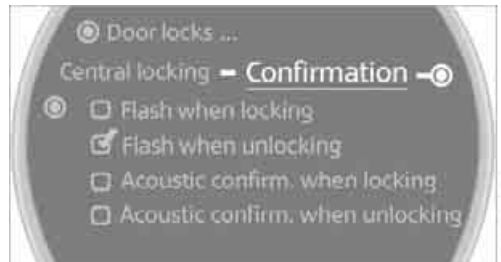 Door locks ...
Central locking - Confirmation
Flash when locking
Flash when unlocking
Acoustic confirm. when locking
Acoustic confirm. when unlocking